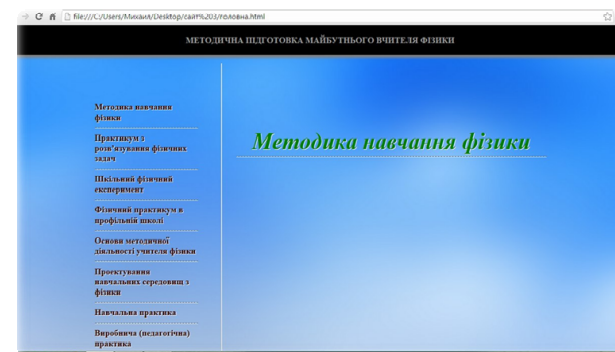 file:///C:/Users/Михаил/Desktop/сайт%203/головна.html
МЕТОДИЧНА ПІДГОТОВКА МАЙБУТНЬОГО ВЧИТЕЛЯ ФІЗИКИ
Методика навчання
фізики
Практикум з
розв'язування фізичних
задач
Шкільний фізичний
експеримент
Фізичний практикум в
профільній школі
Основи методичної
діяльності учителя фізики
Проектування
навчальних середовищ з
фізики
Навчальна практика
Виробнича (педагогічна)
практика
Методика навчання фізики